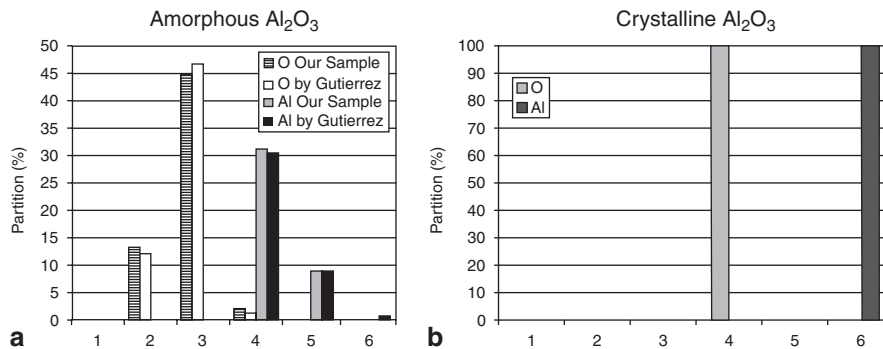 Amorphous Al₂O₃
Partition (%)
50
45
40
35
30
25
20
15
10
5
0
O Our Sample
O by Gutierrez
Al Our Sample
Al by Gutierrez
1 2 3 4 5 6
a
Crystalline Al₂O₃
Partition (%)
100
90
80
70
60
50
40
30
20
10
0
O
Al
1 2 3 4 5 6
b